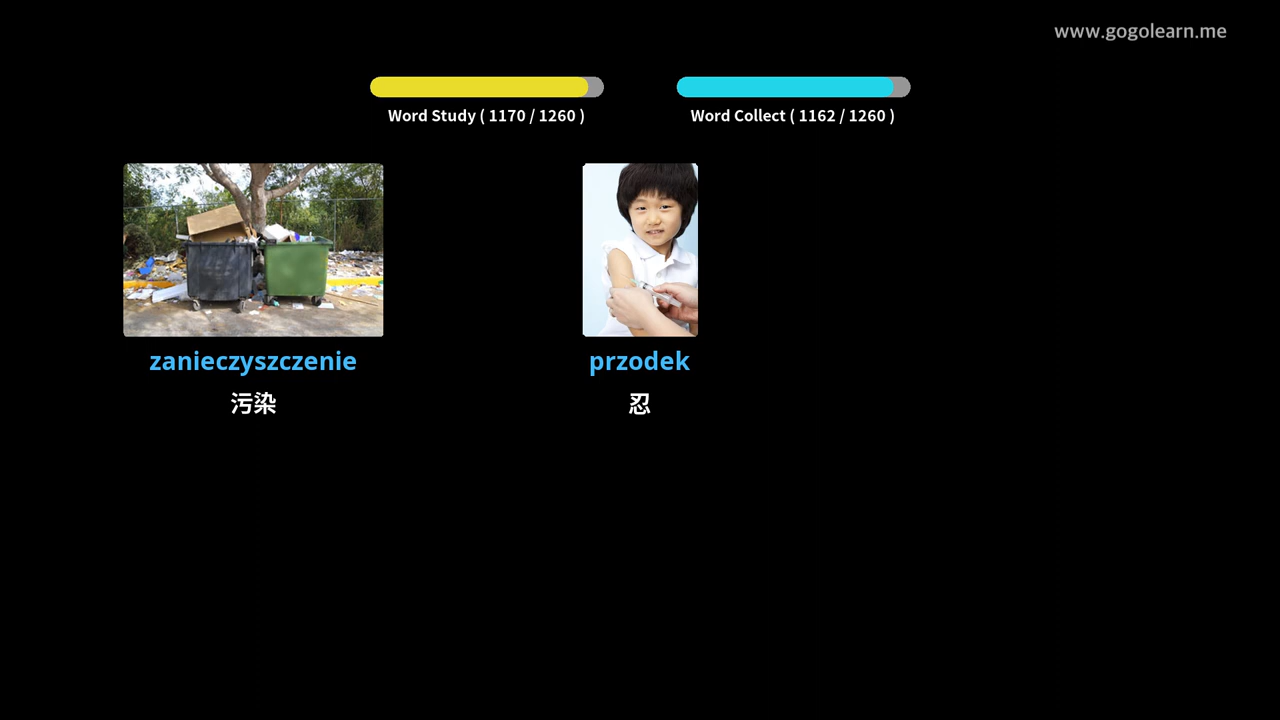 www.gogolearn.me
Word Study ( 1170 / 1260 )
Word Collect ( 1162 / 1260 )
zanieczyszczenie
przodek
污染
忍